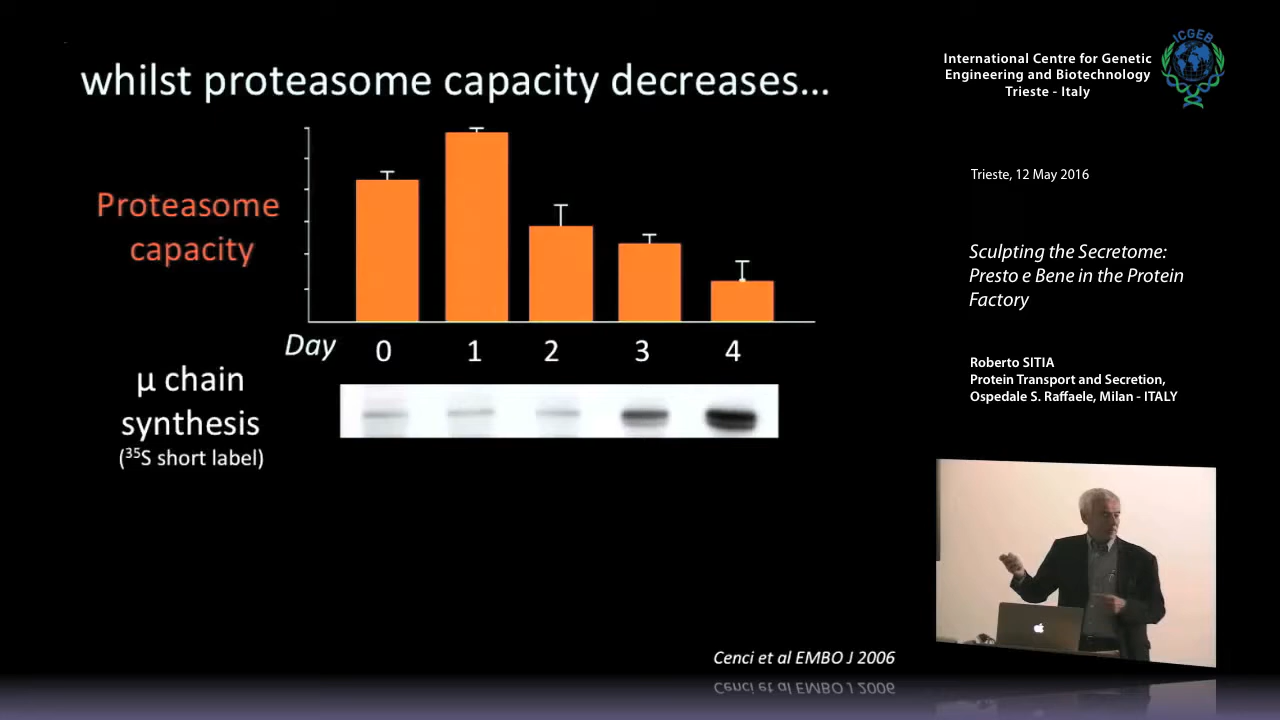 whilst proteasome capacity decreases...
Proteasome
capacity
Day 0 1 2 3 4
μ chain
synthesis
(³⁵S short label)
Cenci et al EMBO J 2006
International Centre for Genetic
Engineering and Biotechnology
Trieste - Italy
ICGEB
Trieste, 12 May 2016
Sculpting the Secretome:
Presto e Bene in the Protein
Factory
Roberto SITIA
Protein Transport and Secretion,
Ospedale S. Raffaele, Milan - ITALY